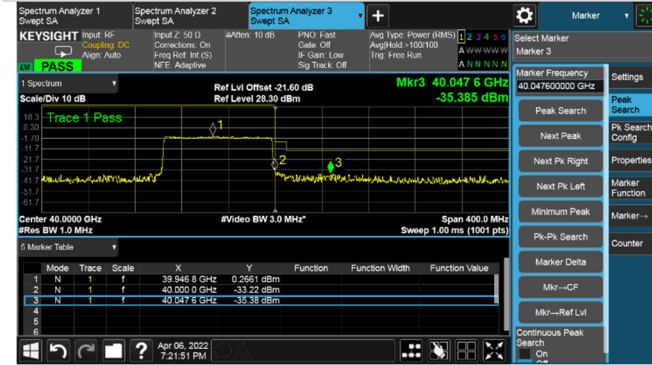 Spectrum Analyzer 1
Swept SA
Spectrum Analyzer 2
Swept SA
Spectrum Analyzer 3
Swept SA
+
Marker
KEYSIGHT
Input: RF
Coupling: DC
Align: Auto
Input Z: 50 Ω
Corrections: On
Freq Ref: Int (S)
NFE: Adaptive
#Atten: 10 dB
PNO: Fast
Gate: Off
IF Gain: Low
Sig Track: Off
Avg Type: Power (RMS)
Avg|Hold >100/100
Trig: Free Run
1 2 3 4 5 6
A W W W W W
A N N N N N
LXI
PASS
Select Marker
Marker 3
1 Spectrum
Scale/Div 10 dB
Ref Lvl Offset -21.60 dB
Ref Level 28.30 dBm
Mkr3 40.047 6 GHz
-35.385 dBm
Trace 1 Pass
18.3
8.30
-1.70
-11.7
-21.7
-31.7
-41.7
-51.7
-61.7
1
2
3
Center 40.0000 GHz
#Res BW 1.0 MHz
#Video BW 3.0 MHz*
Span 400.0 MHz
Sweep 1.00 ms (1001 pts)
5 Marker Table
Mode Trace Scale X Y Function Function Width Function Value
1 N 1 f 39.946 8 GHz 0.2661 dBm
2 N 1 f 40.000 0 GHz -33.22 dBm
3 N 1 f 40.047 6 GHz -35.38 dBm
4
5
6
Marker Frequency
40.047600000 GHz
Peak Search
Next Peak
Next Pk Right
Next Pk Left
Minimum Peak
Pk-Pk Search
Marker Delta
Mkr→CF
Mkr→Ref Lvl
Continuous Peak
Search
On
Off
Settings
Peak
Search
Pk Search
Config
Properties
Marker
Function
Marker→
Counter
?
Apr 06, 2022
7:21:51 PM